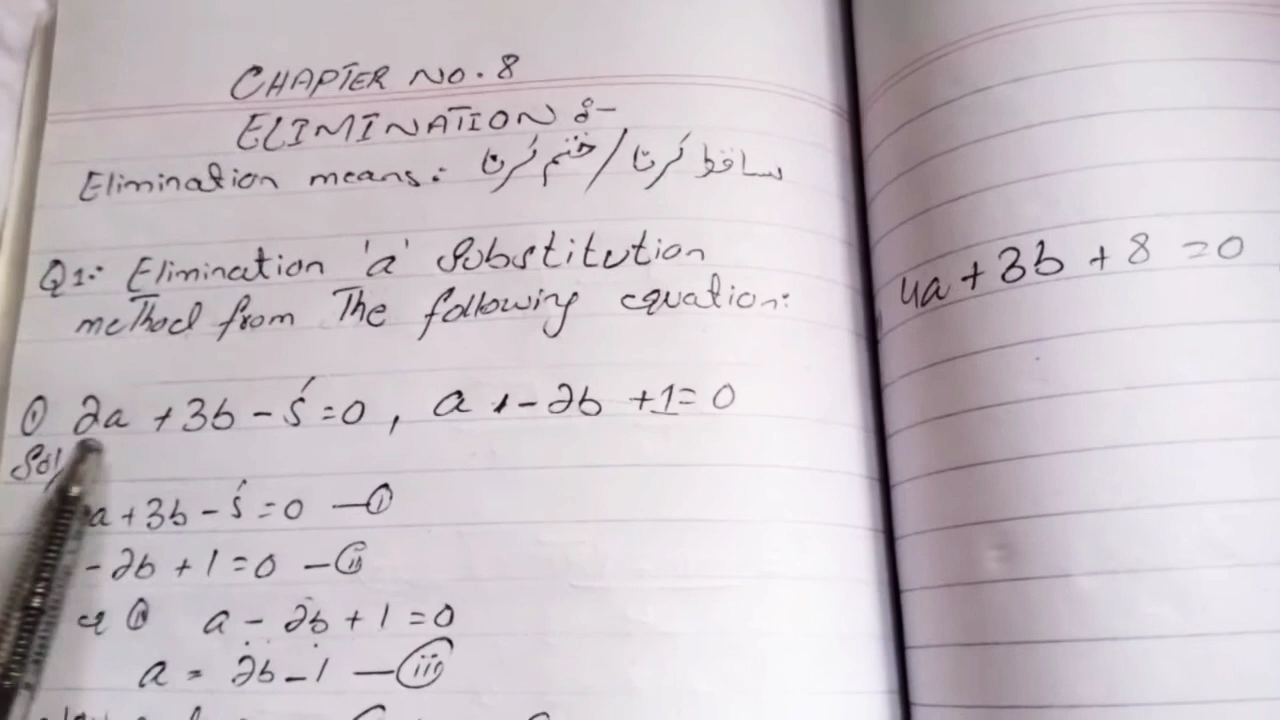 CHAPTER NO. 8
ELIMINATION :-
Elimination means: ساقط کرنا / ختم کرنا
Q1:- Elimination 'a' Substitution
method from The following equation:
① 2a + 3b - 5 = 0 , a - 2b + 1 = 0
Sol
a + 3b - 5 = 0 — ①
- 2b + 1 = 0 — ⓘⓘ
a - 2b + 1 = 0
a = 2b - 1 — (iii)
4a + 3b + 8 = 0